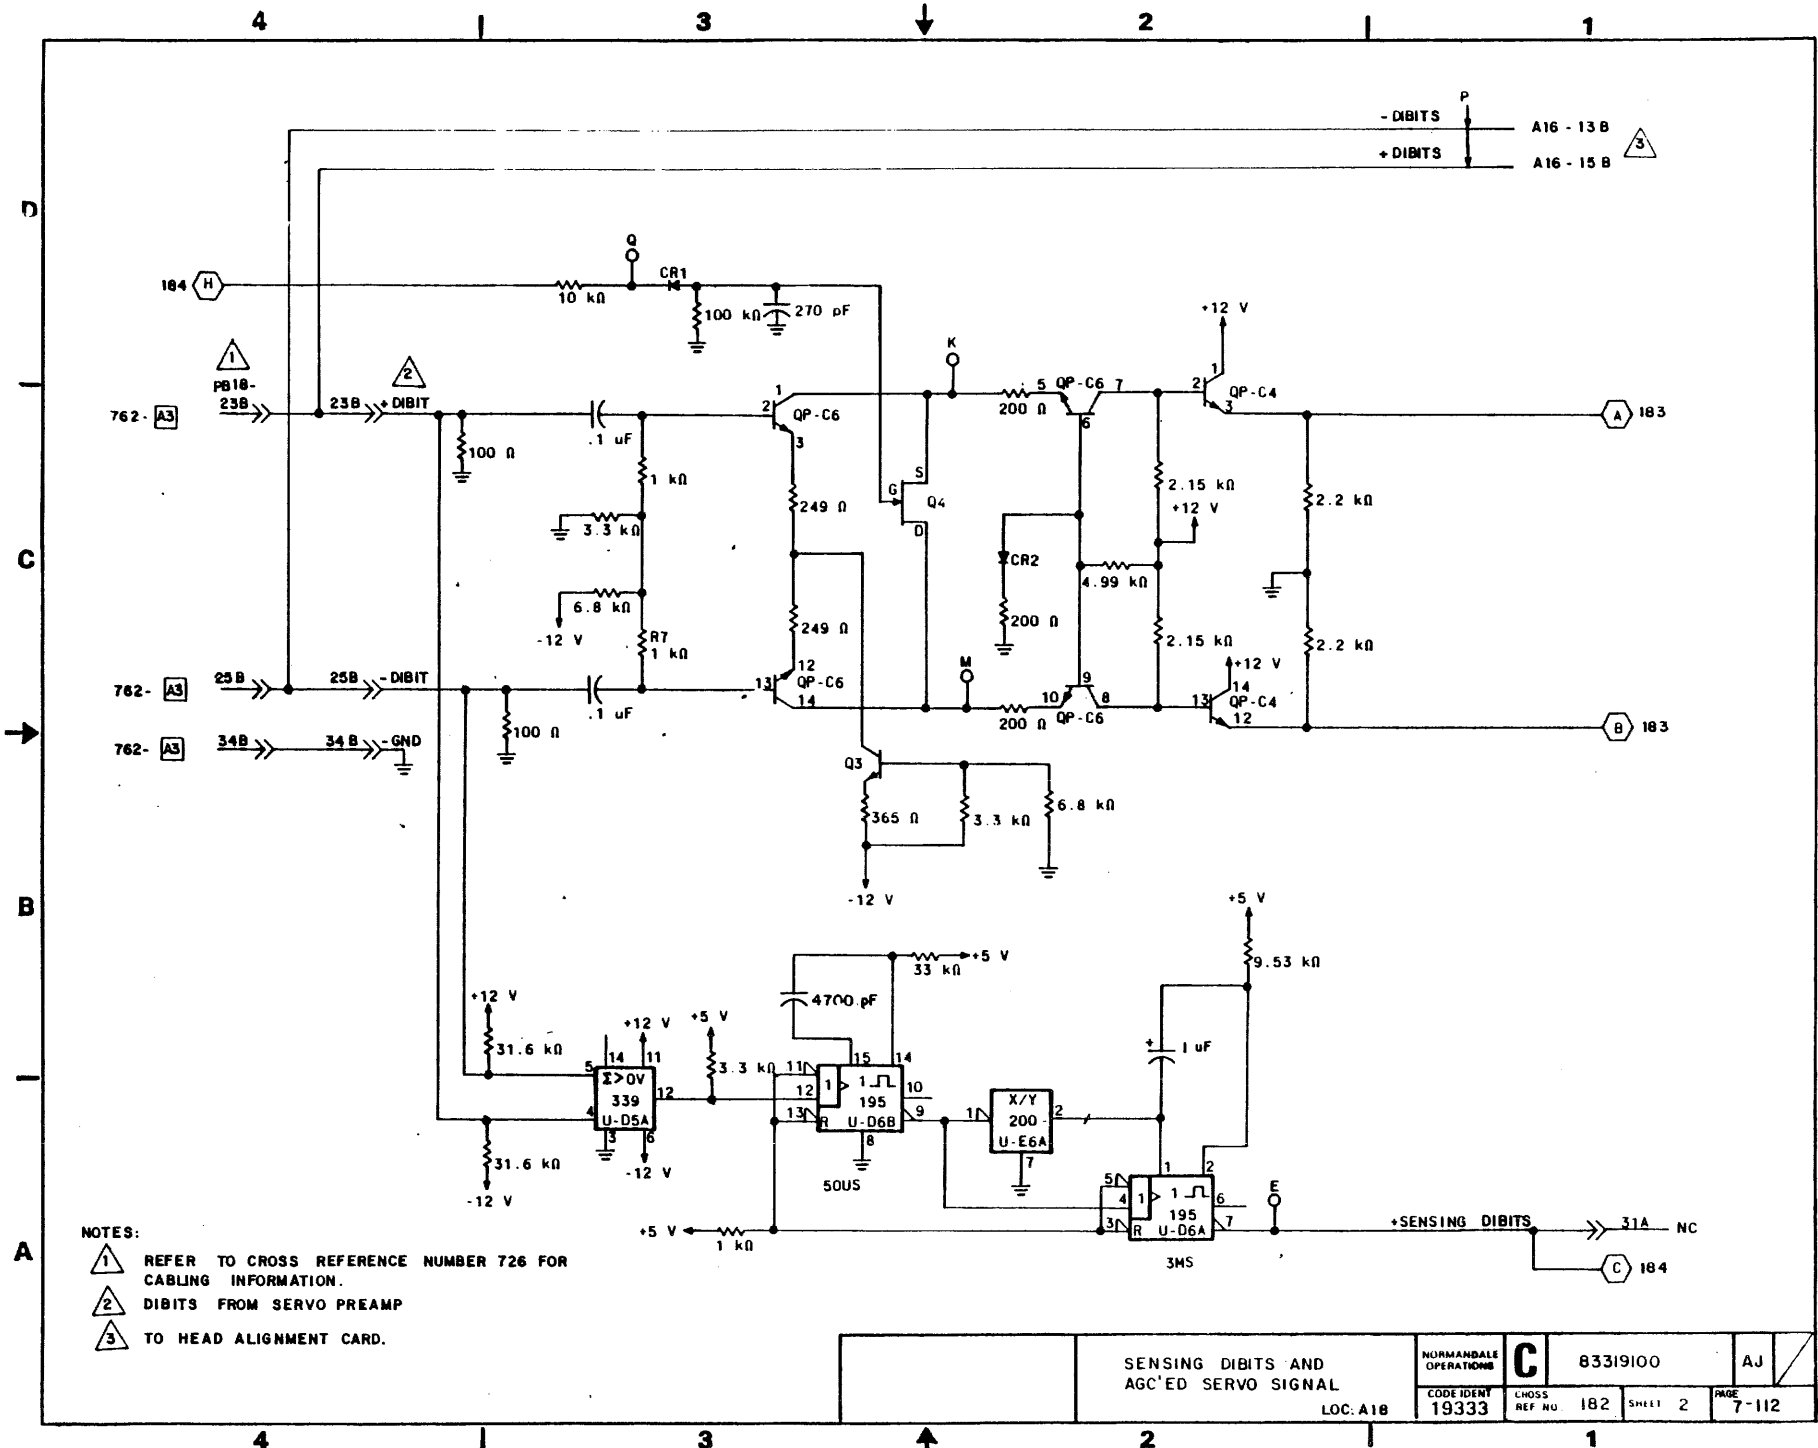 4 3 2 1
P
- DIBITS
A16 - 13B
3
+ DIBITS
A16 - 15B
D
Q
184 H
CR1
10 kΩ
100 kΩ
270 pF
+12 V
K
1
2
PB18-
1
5 QP-C6 7
2 1
QP-C4
762- A3
23B
23B
+ DIBIT
2
QP-C6
200 Ω
3
A 183
.1 uF
3
6
100 Ω
1 kΩ
S
2.15 kΩ
G
Q4
2.2 kΩ
249 Ω
+12 V
3.3 kΩ
D
C
CR2
4.99 kΩ
6.8 kΩ
200 Ω
249 Ω
-12 V
R7
1 kΩ
2.15 kΩ
2.2 kΩ
M
12
+12 V
762- A3
25B
25B
- DIBIT
13
QP-C6
9
14
QP-C4
10
8
13
14
.1 uF
200 Ω
QP-C6
12
B 183
100 Ω
762- A3
34B
34B
-GND
Q3
365 Ω
3.3 kΩ
6.8 kΩ
-12 V
B
+5 V
33 kΩ
+5 V
9.53 kΩ
4700 pF
+12 V
+5 V
+12 V
31.6 kΩ
14 11
15 14
+
1 uF
5
Σ>0V
3.3 kΩ
11
1
1
10
339
12
12
195
X/Y
4
U-D5A
13
R
U-D6B
9
1
200
2
3 6
8
U-E6A
31.6 kΩ
-12 V
7
-12 V
50US
1 2
5
4
1
1
6
E
195
+5 V
1 kΩ
3
R
U-D6A
7
+SENSING DIBITS
31A
NC
3MS
C 184
A
NOTES:
1 REFER TO CROSS REFERENCE NUMBER 726 FOR
CABLING INFORMATION.
2 DIBITS FROM SERVO PREAMP
3 TO HEAD ALIGNMENT CARD.
SENSING DIBITS AND
AGC'ED SERVO SIGNAL
LOC: A18
NORMANDALE
OPERATIONS
C
83319100
AJ
CODE IDENT
19333
CROSS
REF NO. 182
SHEET 2
PAGE
7-112
4 3 2 1